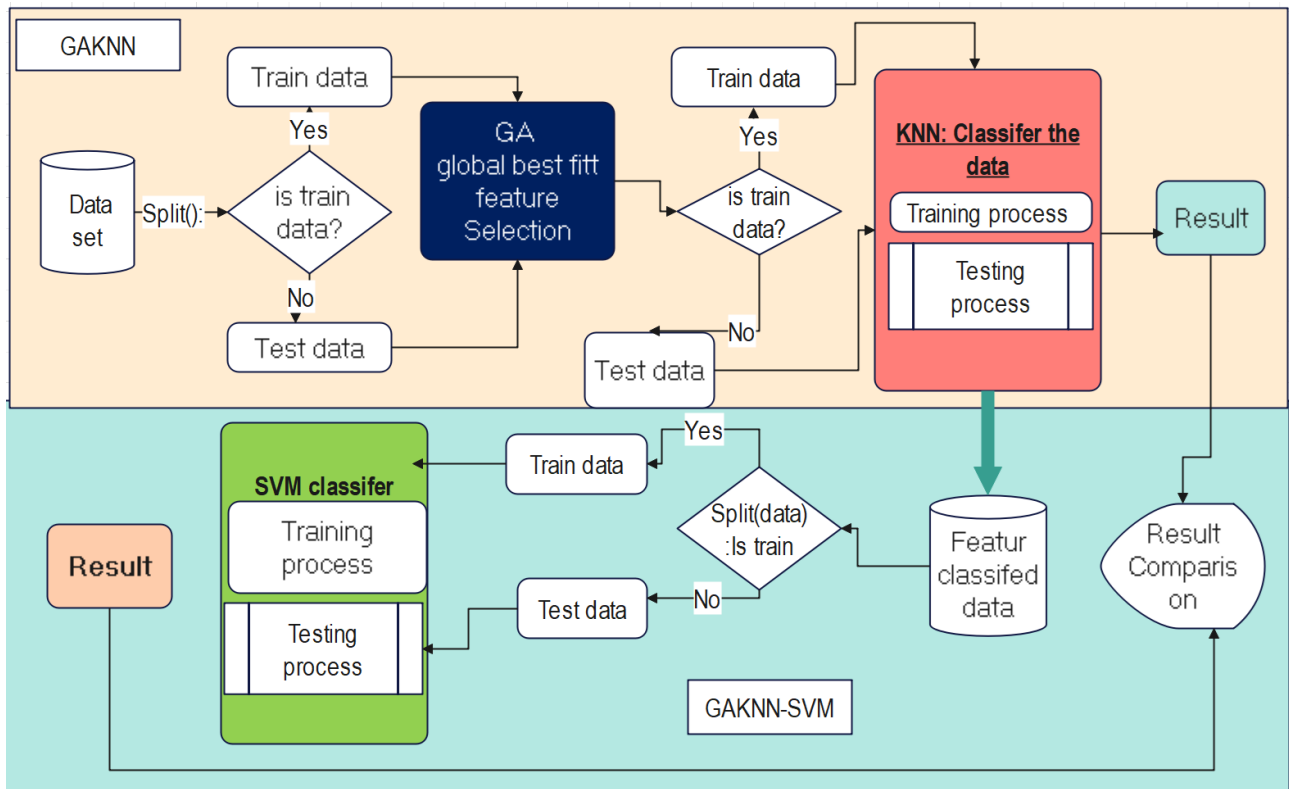 GAKNN
Train data
Yes
Data
set
Split():
is train
data?
No
Test data
GA
global best fitt
feature
Selection
Train data
Yes
is train
data?
No
Test data
KNN: Classifer the
data
Training process
Testing
process
Result
Yes
Train data
Split(data)
:Is train
No
Test data
Featur
classifed
data
Result
Comparis
on
SVM classifer
Training
process
Testing
process
Result
GAKNN-SVM